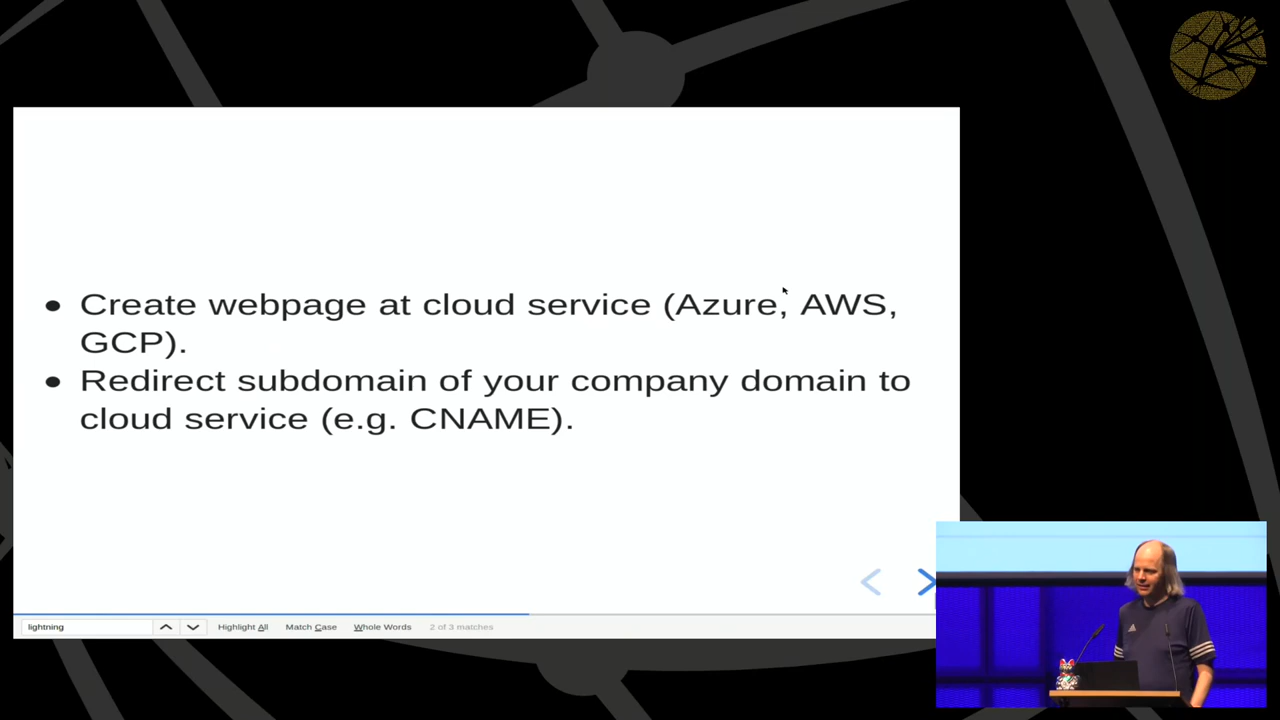 ● Create webpage at cloud service (Azure, AWS,
GCP).
● Redirect subdomain of your company domain to
cloud service (e.g. CNAME).
lightning
Highlight All
Match Case
Whole Words
2 of 3 matches